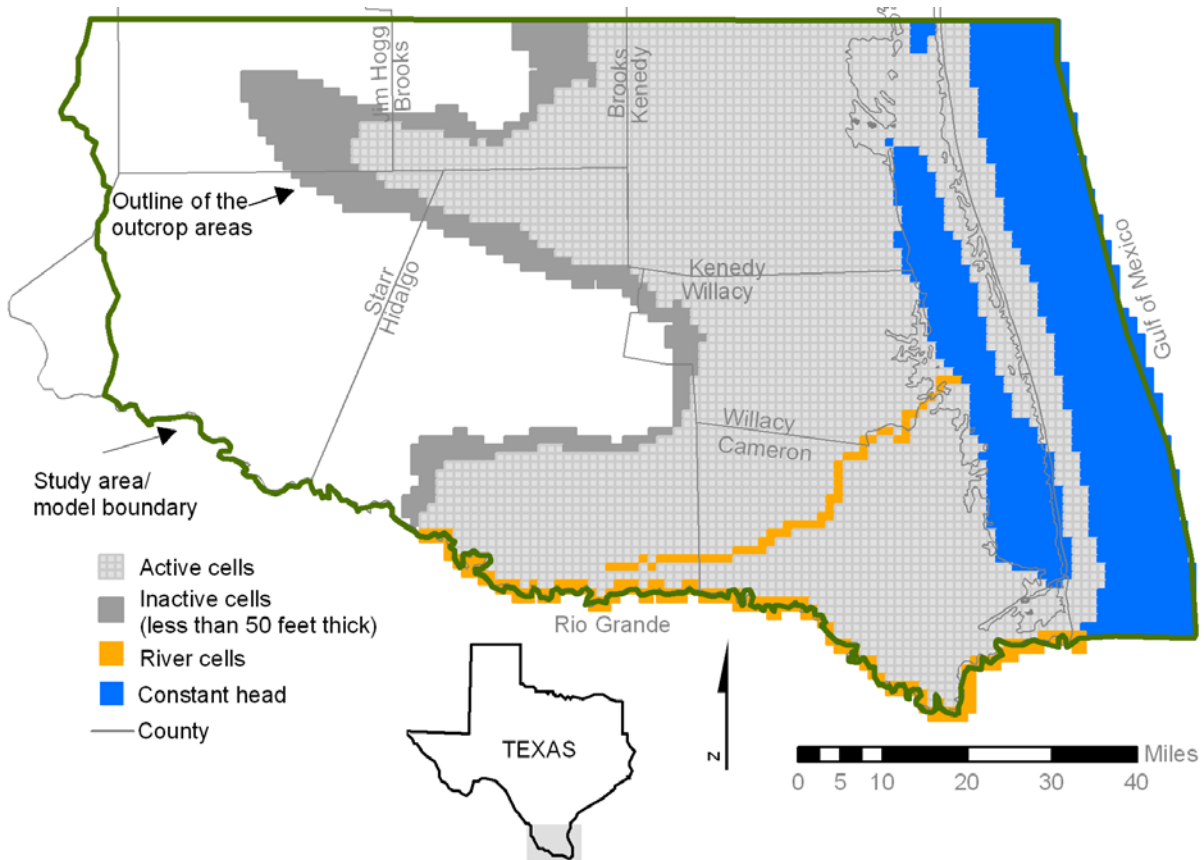 Jim Hogg
Brooks
Brooks
Kenedy
Outline of the
outcrop areas
Starr
Hidalgo
Kenedy
Willacy
Gulf of Mexico
Willacy
Cameron
Study area/
model boundary
Active cells
Inactive cells
(less than 50 feet thick)
River cells
Constant head
County
Rio Grande
TEXAS
N
Miles
0 5 10 20 30 40